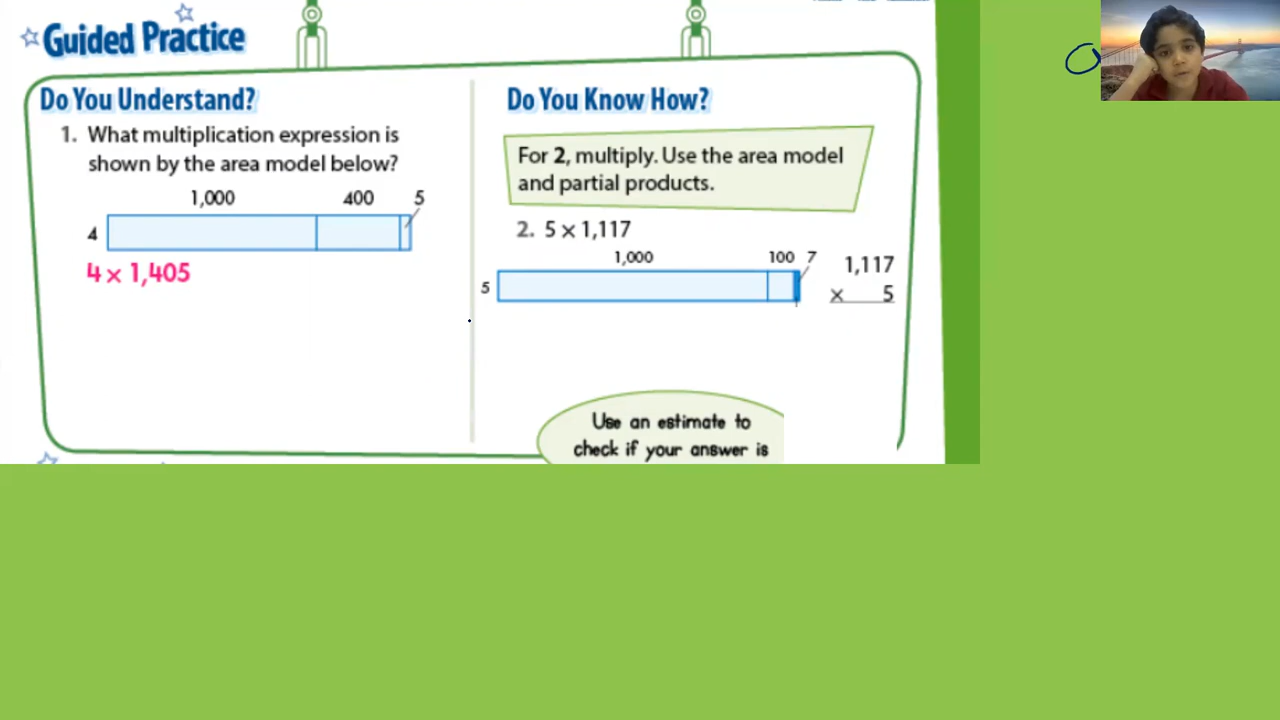 Guided Practice
Do You Understand?
1. What multiplication expression is
shown by the area model below?
1,000 400 5
4
4 × 1,405
Do You Know How?
For 2, multiply. Use the area model
and partial products.
2. 5 × 1,117
1,000 100 7
5
1,117
× 5
Use an estimate to
check if your answer is